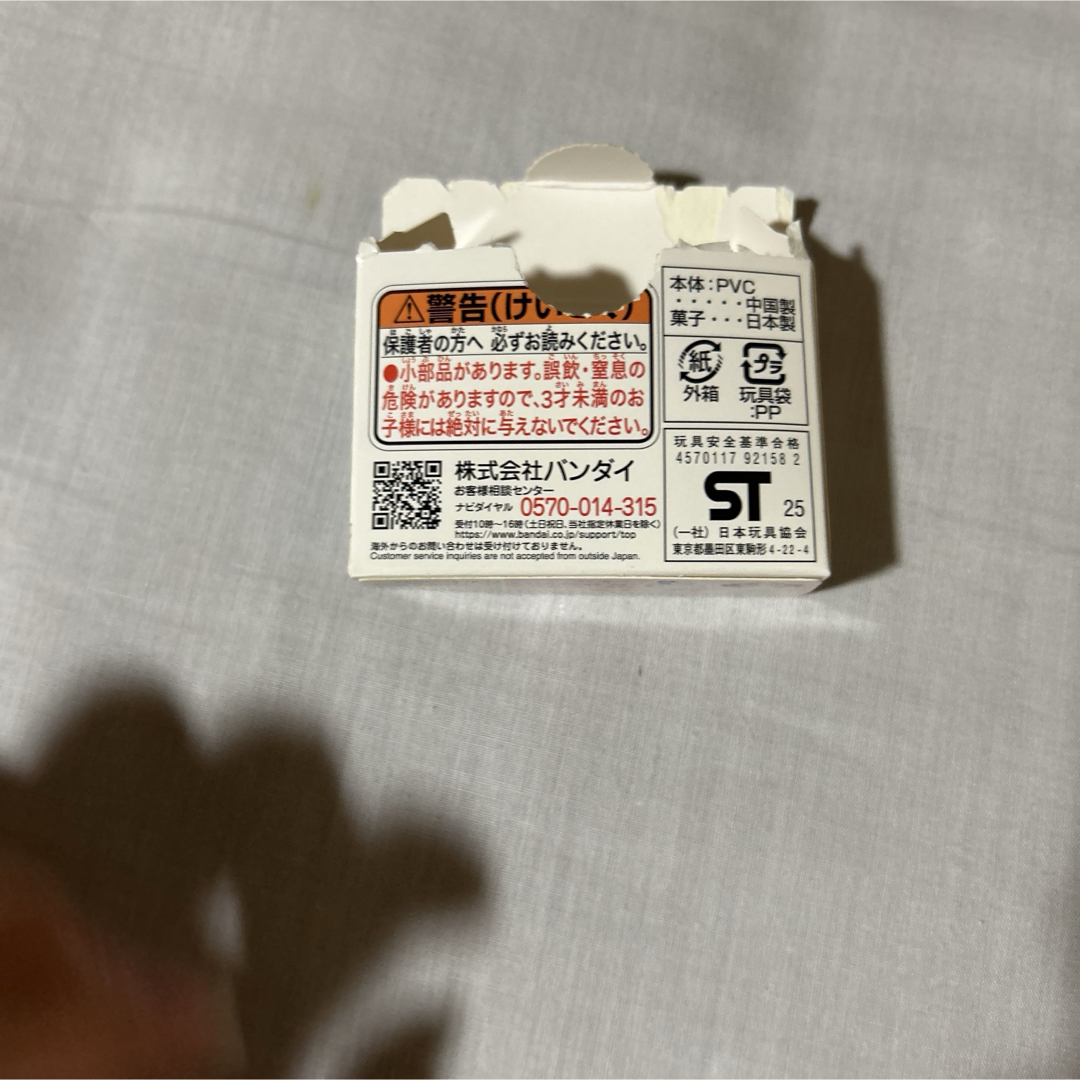 警告(けい
保護者の方へ 必ずお読みください。
●小部品があります。誤飲・窒息の
危険がありますので、3才未満のお
子様には絶対に与えないでください。
株式会社バンダイ
お客様相談センター
ナビダイヤル 0570-014-315
受付10時～16時(土日祝日、当社指定休業日を除く)
https://www.bandai.co.jp/support/top
海外からのお問い合わせは受け付けておりません。
Customer service inquiries are not accepted from outside Japan.
本体:PVC
・・・・・中国製
菓子・・・日本製
紙
外箱
プラ
玩具袋
:PP
玩具安全基準合格
4570117 92158 2
ST 25
(一社)日本玩具協会
東京都墨田区東駒形4-22-4